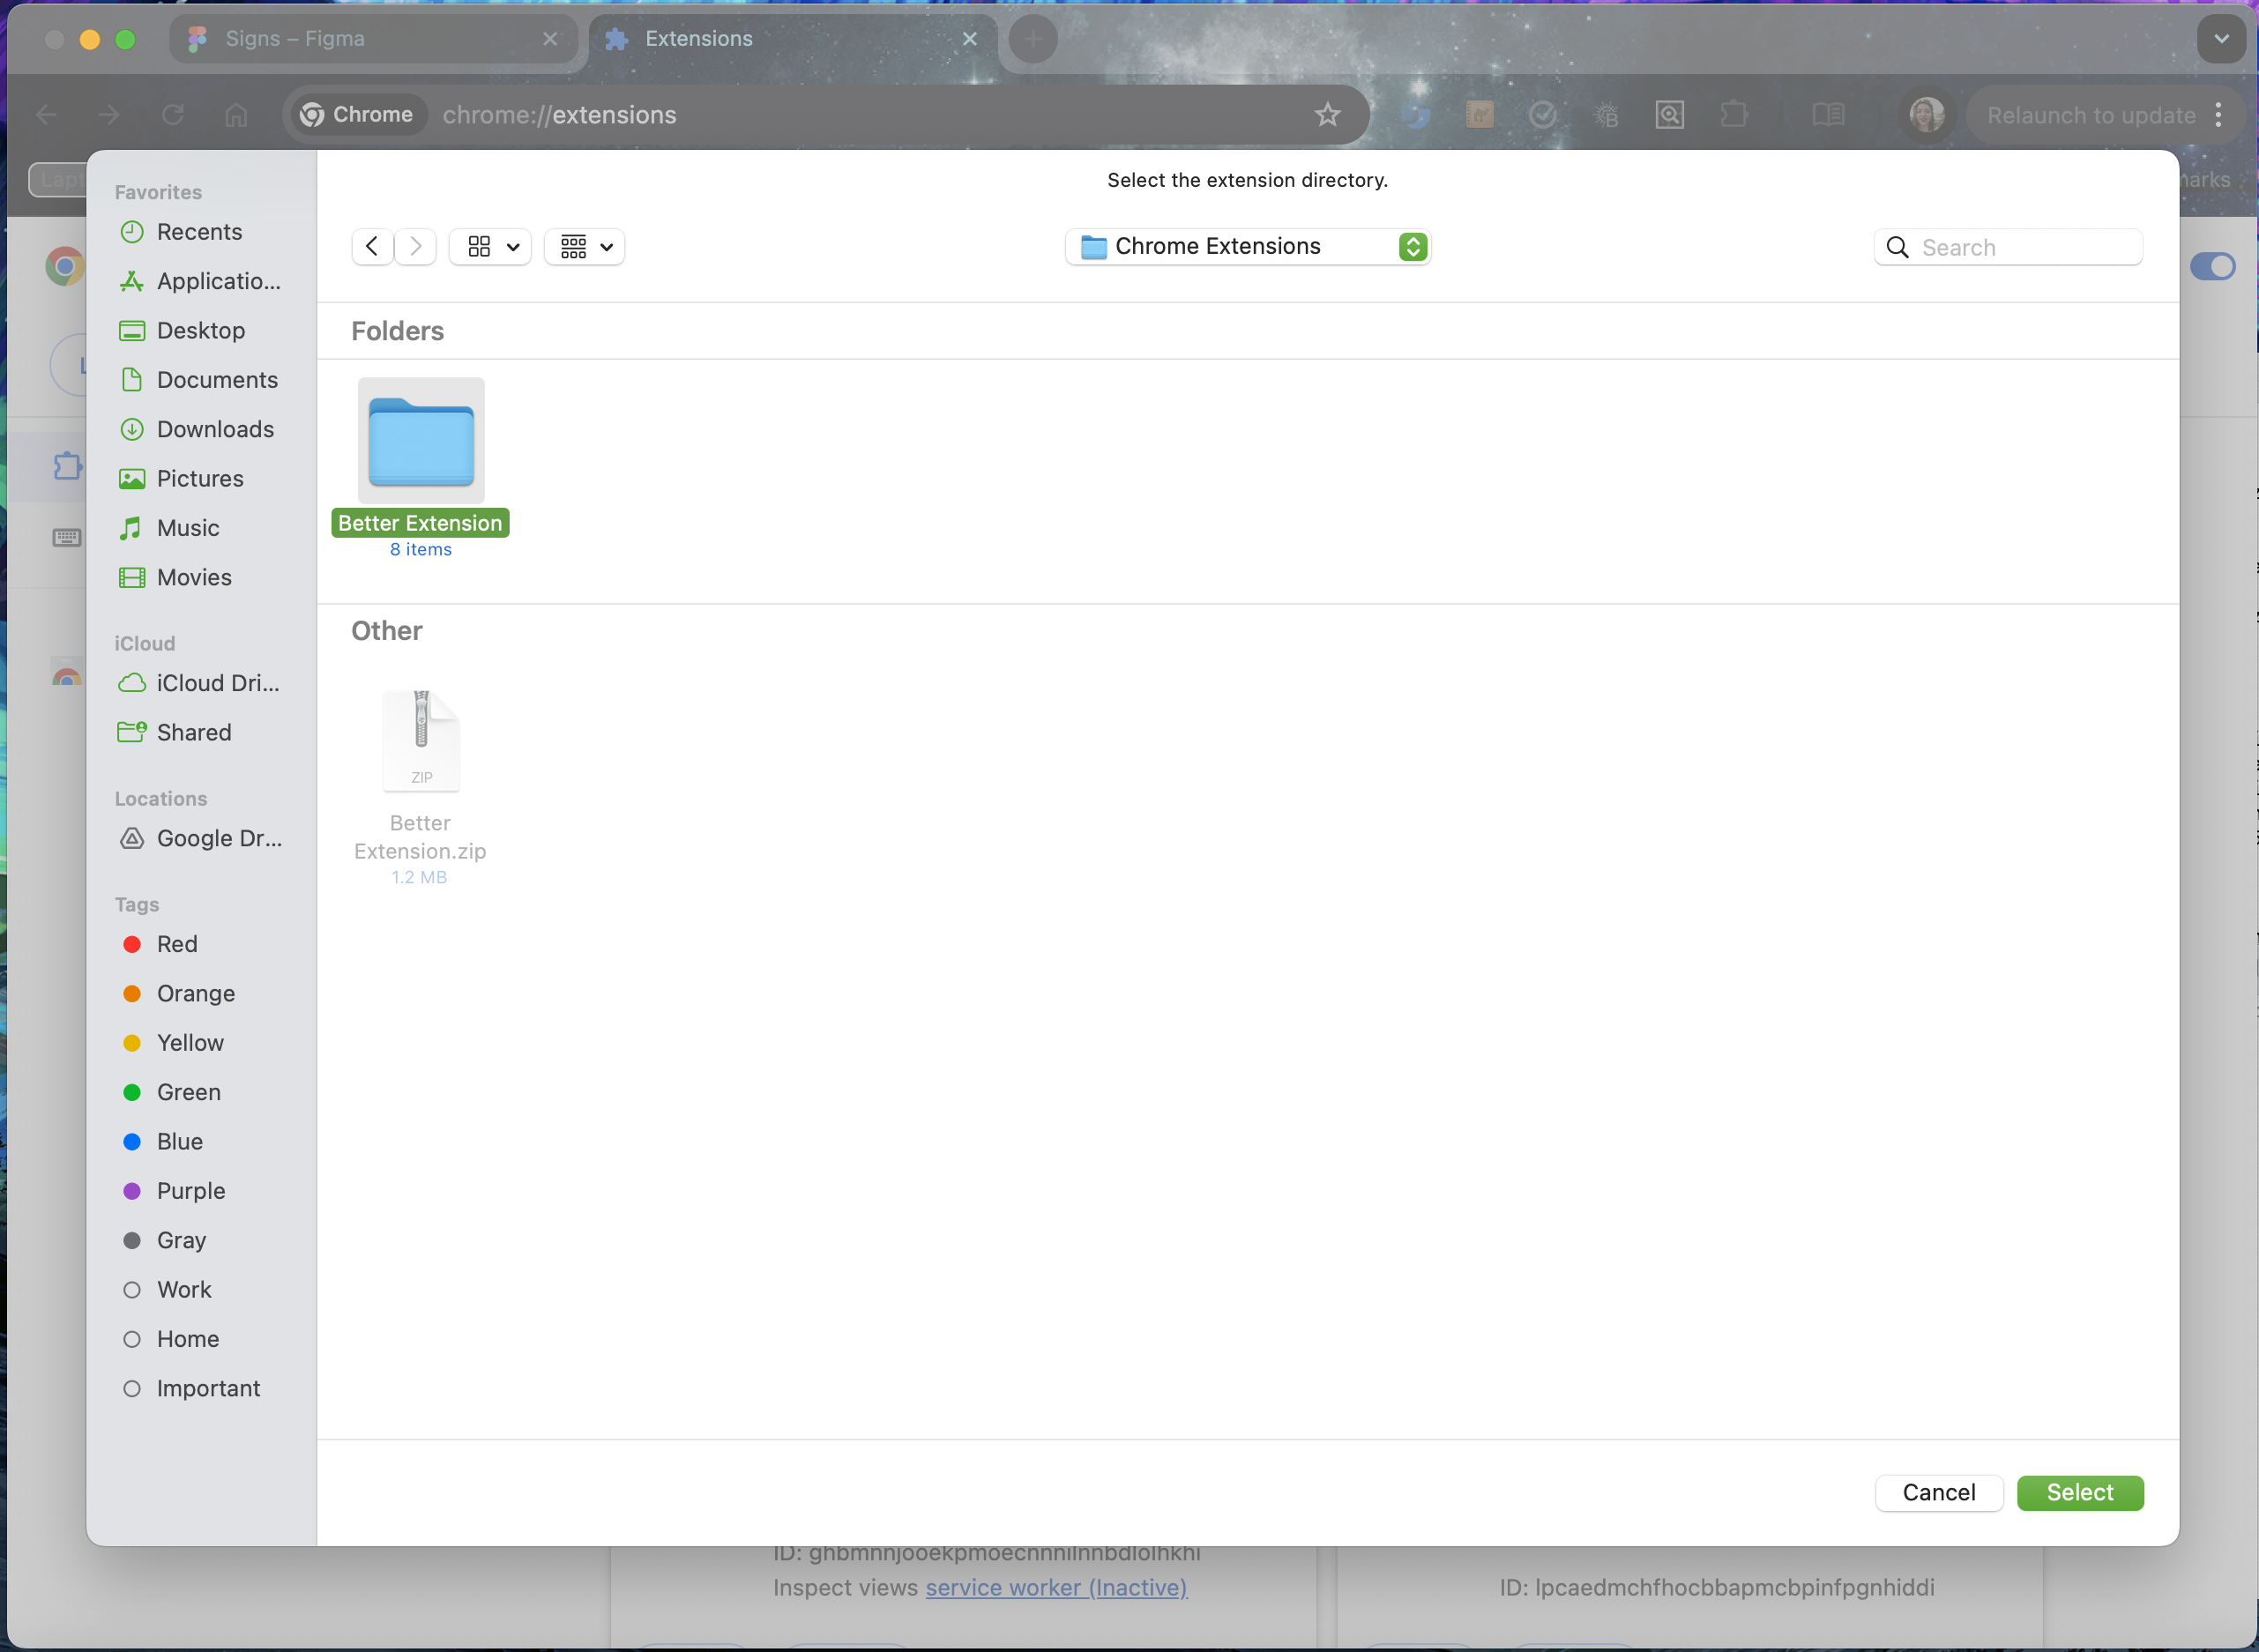 Signs – Figma
Extensions
Chrome
chrome://extensions
Relaunch to update
Select the extension directory.
Favorites
Recents
Applicatio...
Desktop
Documents
Downloads
Pictures
Music
Movies
iCloud
iCloud Dri...
Shared
Locations
Google Dr...
Tags
Red
Orange
Yellow
Green
Blue
Purple
Gray
Work
Home
Important
Chrome Extensions
Search
Folders
Better Extension
8 items
Other
ZIP
Better
Extension.zip
1.2 MB
Cancel
Select
ID: ghbmnnjooekpmoecnnnilnnbdlolhkhi
Inspect views service worker (Inactive)
ID: lpcaedmchfhocbbapmcbpinfpgnhiddi